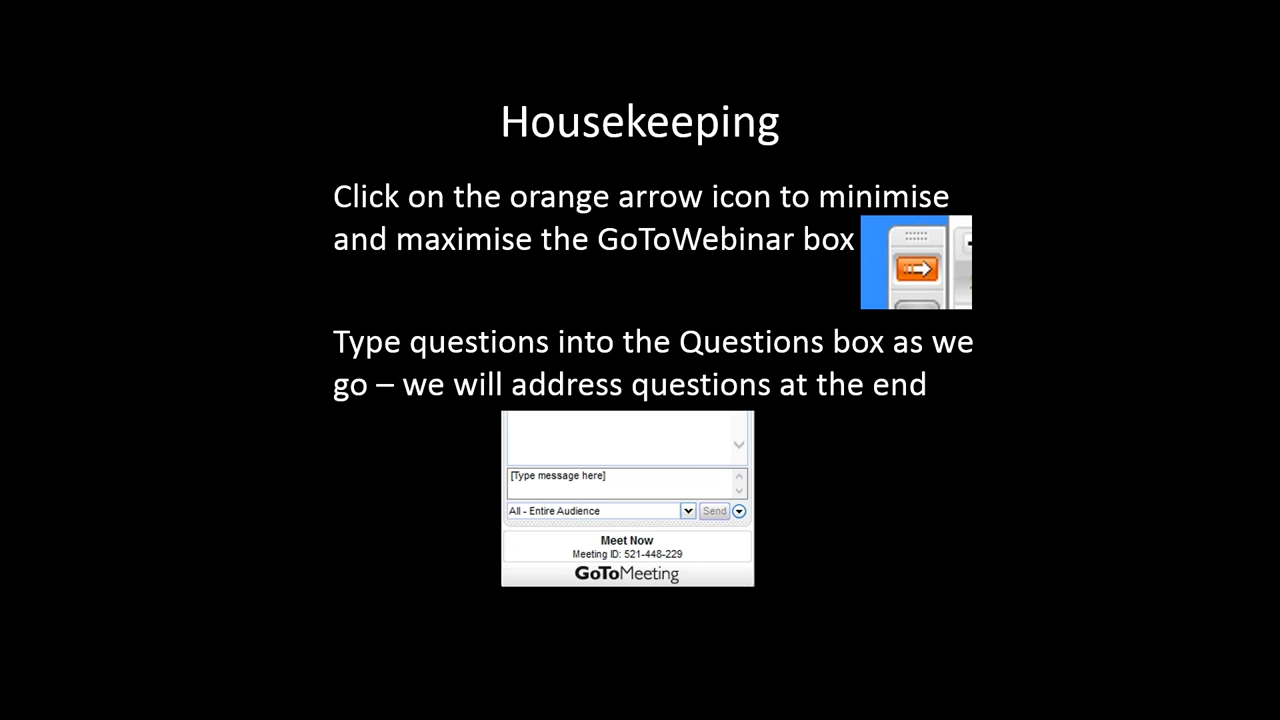 Housekeeping
Click on the orange arrow icon to minimise
and maximise the GoToWebinar box
Type questions into the Questions box as we
go – we will address questions at the end
[Type message here]
All - Entire Audience
Send
Meet Now
Meeting ID: 521-448-229
GoToMeeting